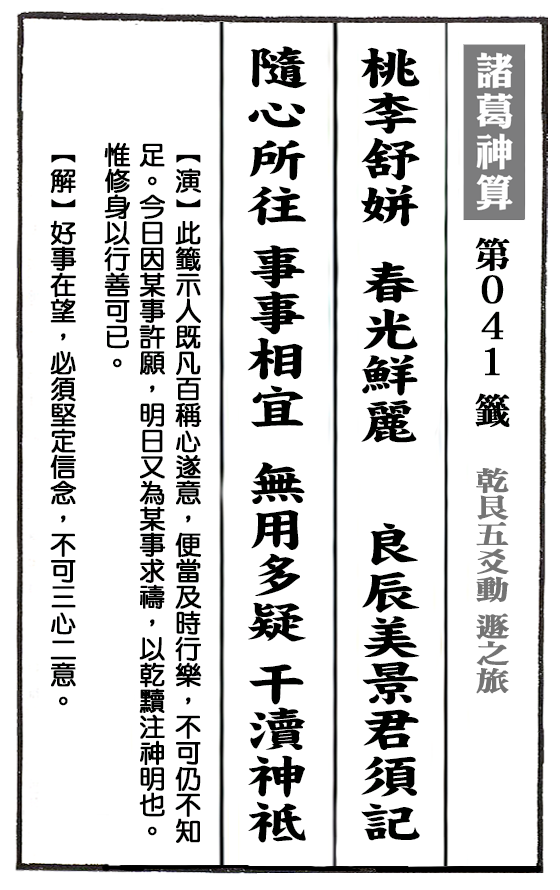 諸葛神算 第041籤 乾艮五爻動 遯之旅
桃李舒姸 春光鮮麗 良辰美景君須記
隨心所往 事事相宜 無用多疑 干瀆神祇
【演】此籤示人既凡百稱心遂意，便當及時行樂，不可仍不知
足。今日因某事許願，明日又為某事求禱，以乾黷注神明也。
惟修身以行善可已。
【解】好事在望，必須堅定信念，不可三心二意。